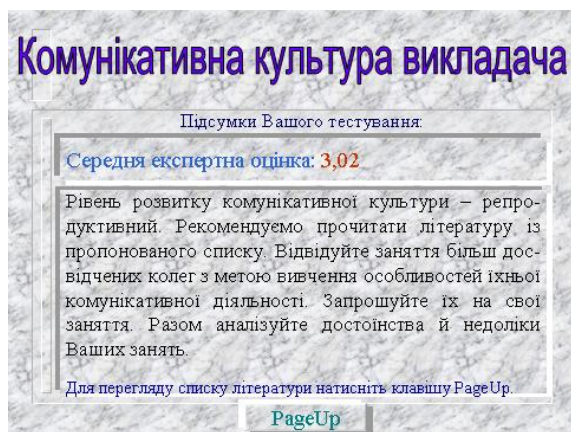 Комунікативна культура викладача
Підсумки Вашого тестування:
Середня експертна оцінка: 3,02
Рівень розвитку комунікативної культури – репро-
дуктивний. Рекомендуємо прочитати літературу із
пропонованого списку. Відвідуйте заняття більш дос-
відчених колег з метою вивчення особливостей їхньої
комунікативної діяльності. Запрошуйте їх на свої
заняття. Разом аналізуйте достоїнства й недоліки
Ваших занять.
Для перегляду списку літератури натисніть клавішу PageUp.
PageUp